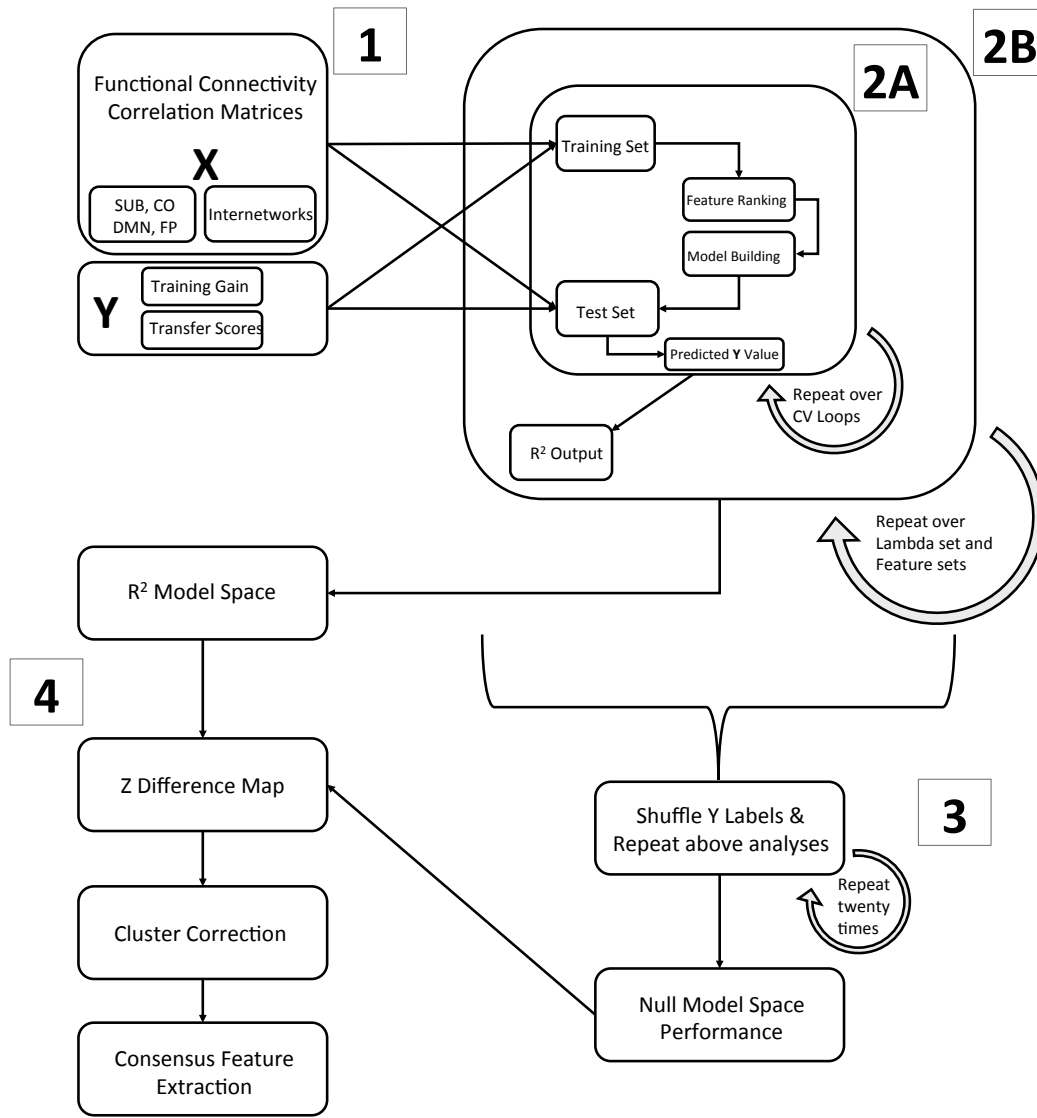 1
Functional Connectivity
Correlation Matrices
X
SUB, CO
DMN, FP
Internetworks
Y
Training Gain
Transfer Scores
2B
2A
Training Set
Feature Ranking
Model Building
Test Set
Predicted Y Value
Repeat over
CV Loops
R² Output
Repeat over
Lambda set and
Feature sets
R² Model Space
4
Z Difference Map
Cluster Correction
Consensus Feature
Extraction
3
Shuffle Y Labels &
Repeat above analyses
Repeat
twenty
times
Null Model Space
Performance